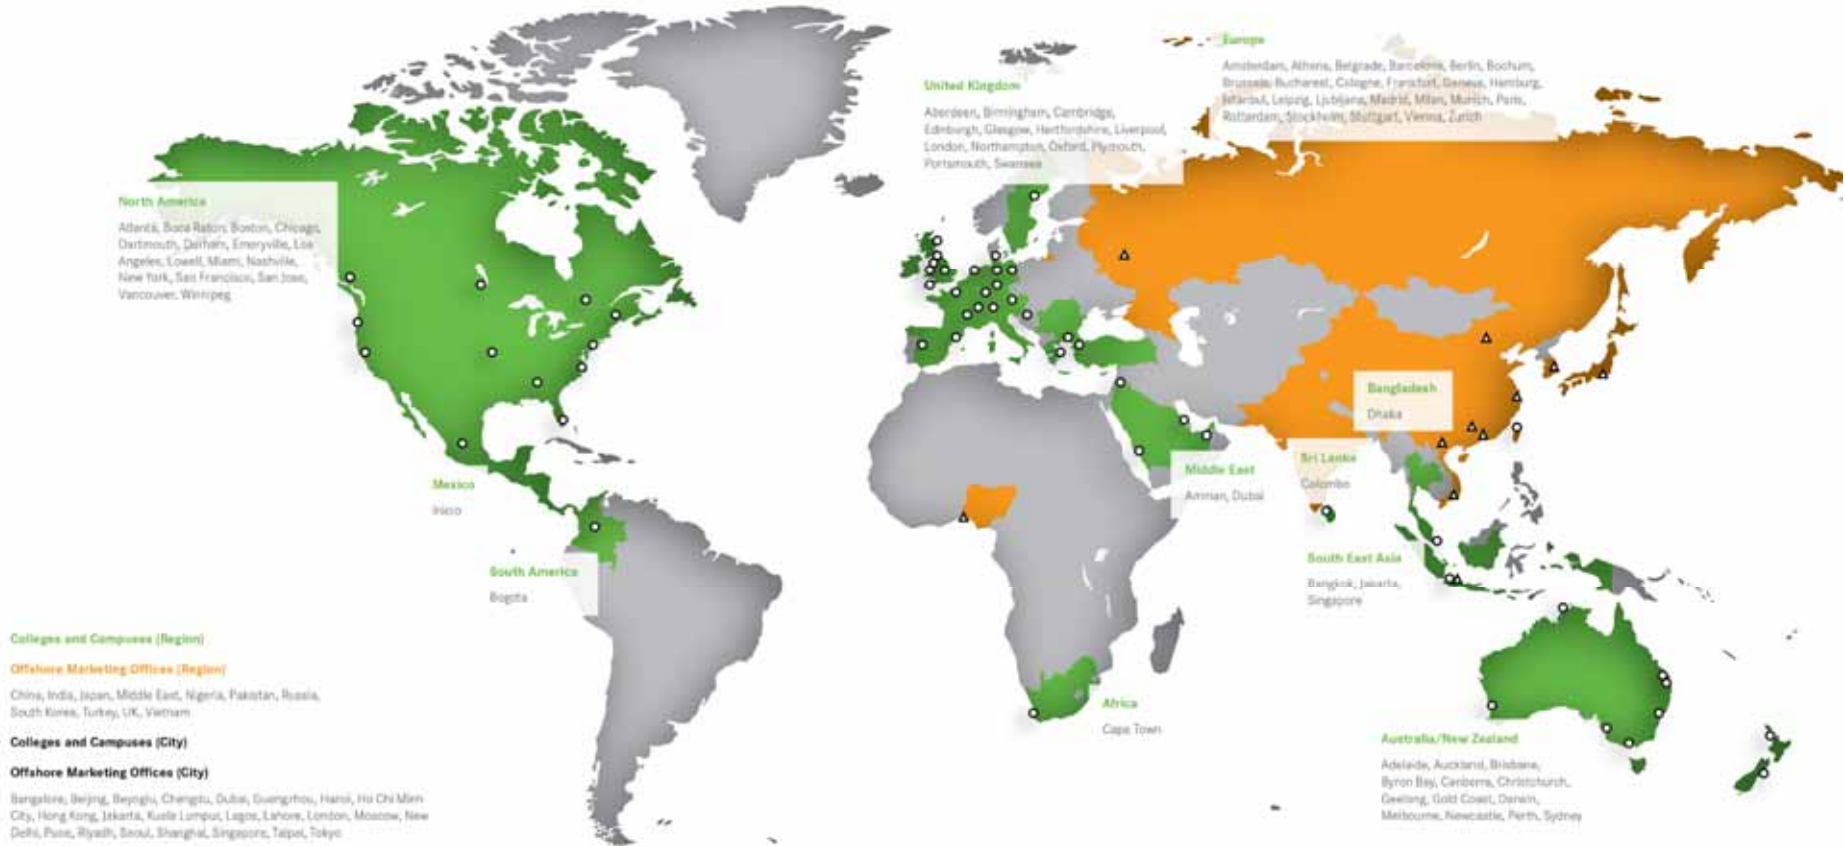 Europe
Amsterdam, Athens, Belgrade, Barcelona, Berlin, Bochum,
Brussels, Bucharest, Cologne, Frankfurt, Geneva, Hamburg,
Istanbul, Leipzig, Ljubljana, Madrid, Milan, Munich, Paris,
Rotterdam, Stockholm, Stuttgart, Vienna, Zurich
United Kingdom
Aberdeen, Birmingham, Cambridge,
Edinburgh, Glasgow, Hertfordshire, Liverpool,
London, Northampton, Oxford, Plymouth,
Portsmouth, Swansea
North America
Atlanta, Boca Raton, Boston, Chicago,
Dartmouth, Durham, Emeryville, Los
Angeles, Lowell, Miami, Nashville,
New York, San Francisco, San Jose,
Vancouver, Winnipeg
Bangladesh
Dhaka
Sri Lanka
Colombo
Middle East
Amman, Dubai
Mexico
South East Asia
Bangkok, Jakarta,
Singapore
South America
Bogota
Africa
Cape Town
Australia/New Zealand
Adelaide, Auckland, Brisbane,
Byron Bay, Canberra, Christchurch,
Geelong, Gold Coast, Darwin,
Melbourne, Newcastle, Perth, Sydney
Colleges and Campuses (Region)
Offshore Marketing Offices (Region)
China, India, Japan, Middle East, Nigeria, Pakistan, Russia,
South Korea, Turkey, UK, Vietnam
Colleges and Campuses (City)
Offshore Marketing Offices (City)
Bangalore, Beijing, Beyoglu, Chengdu, Dubai, Guangzhou, Hanoi, Ho Chi Minh
City, Hong Kong, Jakarta, Kuala Lumpur, Lagos, Lahore, London, Moscow, New
Delhi, Pune, Riyadh, Seoul, Shanghai, Singapore, Taipei, Tokyo